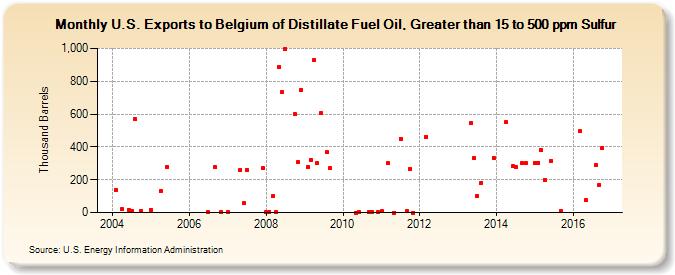 Monthly U.S. Exports to Belgium of Distillate Fuel Oil, Greater than 15 to 500 ppm Sulfur
Thousand Barrels
1,000
800
600
400
200
0
2004 2006 2008 2010 2012 2014 2016
Source: U.S. Energy Information Administration